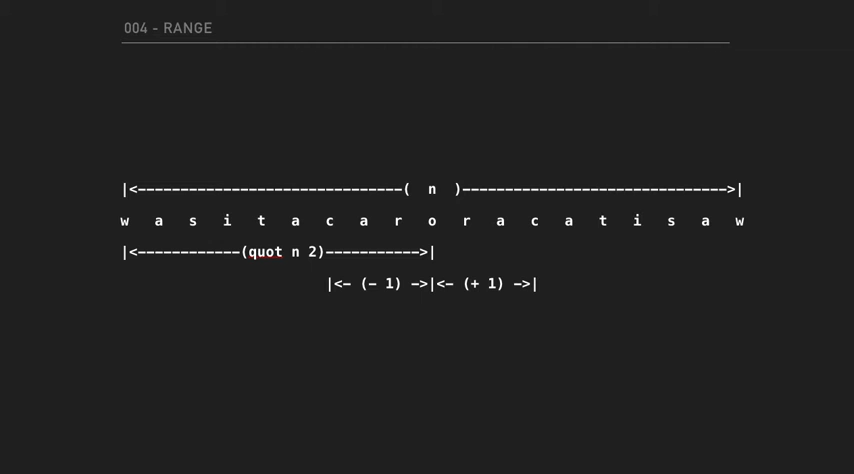 004 - RANGE
|<-------------------------------( n )-------------------------------->|
w a s i t a c a r o r a c a t i s a w
|<------------(quot n 2)----------->|
|<- (- 1) ->|<- (+ 1) ->|